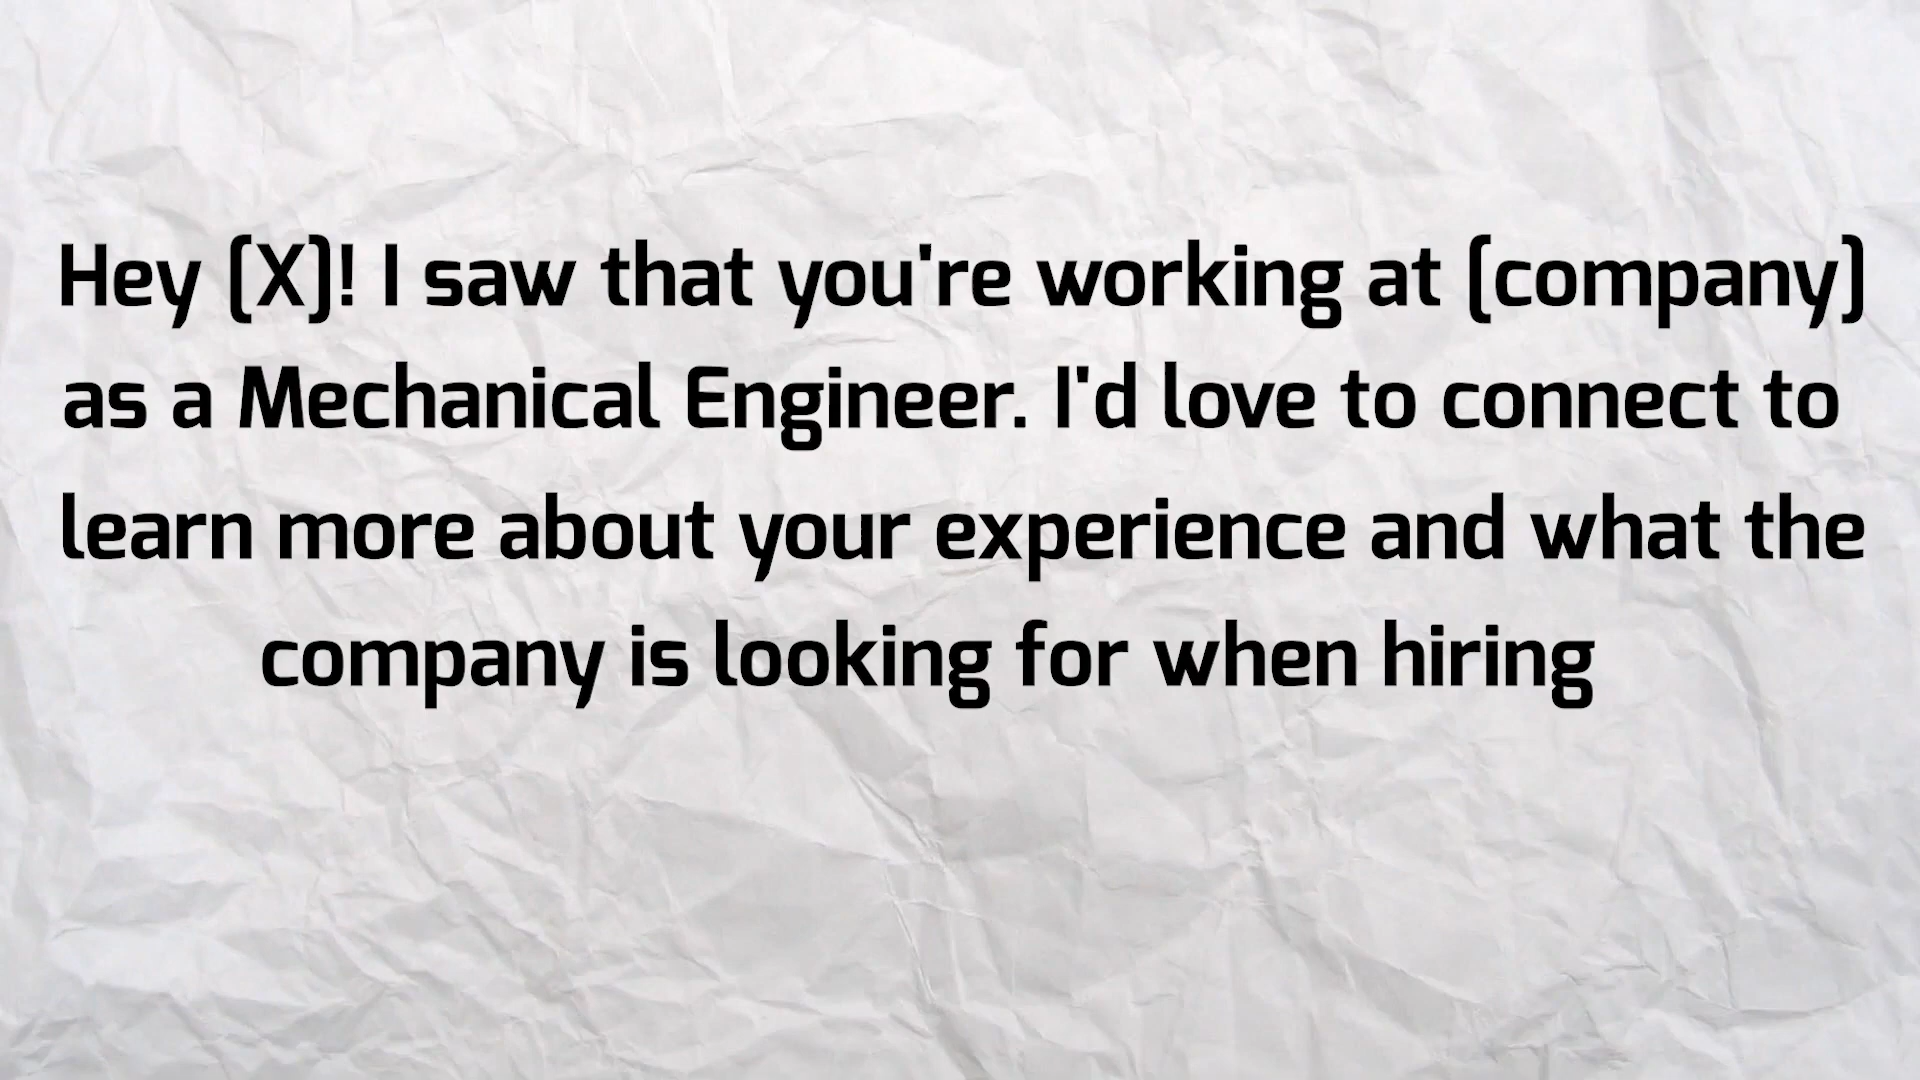 Hey [X]! I saw that you're working at [company]
as a Mechanical Engineer. I'd love to connect to
learn more about your experience and what the
company is looking for when hiring